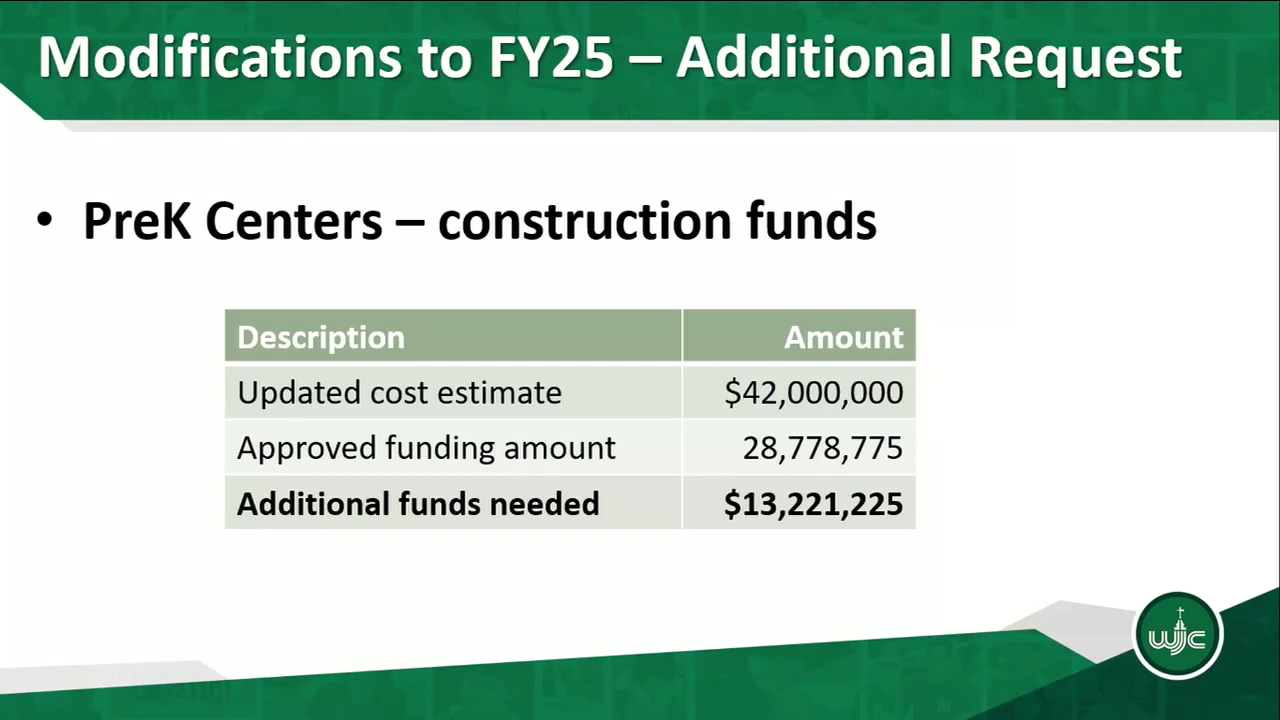 Modifications to FY25 – Additional Request
• PreK Centers – construction funds
Description Amount
Updated cost estimate $42,000,000
Approved funding amount 28,778,775
Additional funds needed $13,221,225
WJC